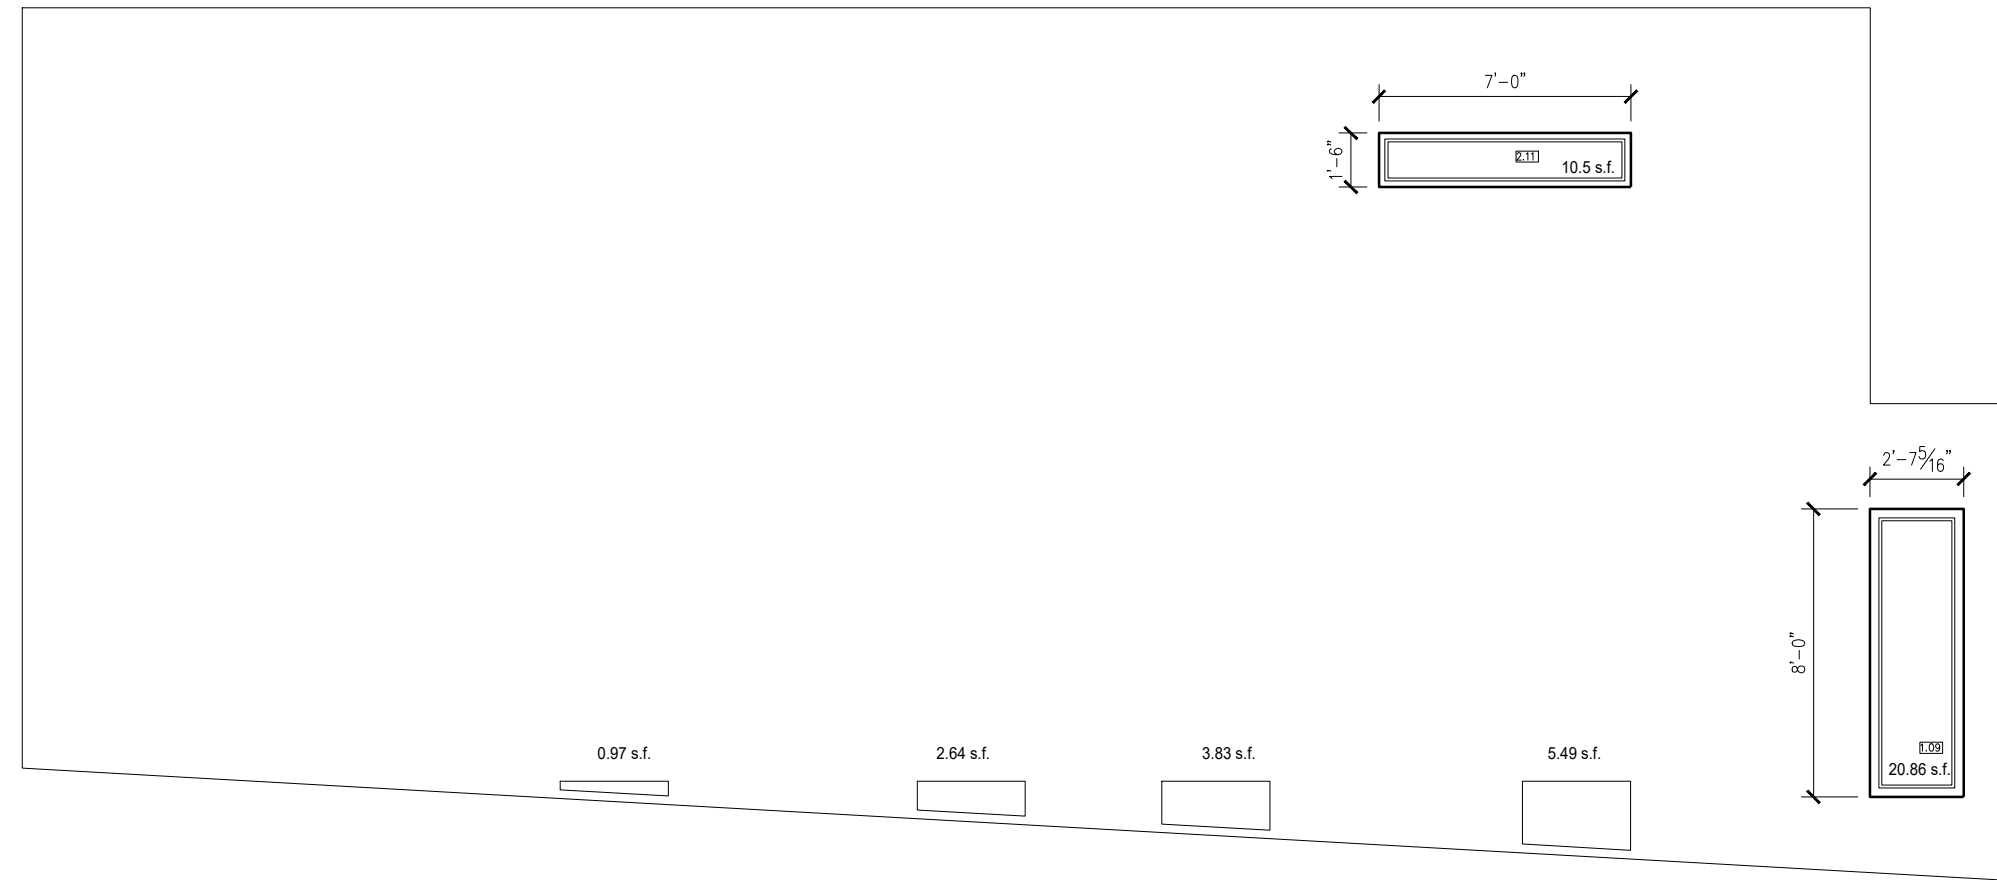 7'-0"
1'-6"
2.11
10.5 s.f.
2'-7 5/16"
8'-0"
0.97 s.f.
2.64 s.f.
3.83 s.f.
5.49 s.f.
1.09
20.86 s.f.